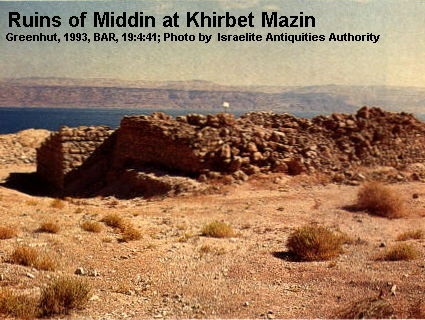 Ruins of Middin at Khirbet Mazin
Greenhut, 1993, BAR, 19:4:41; Photo by Israelite Antiquities Authority